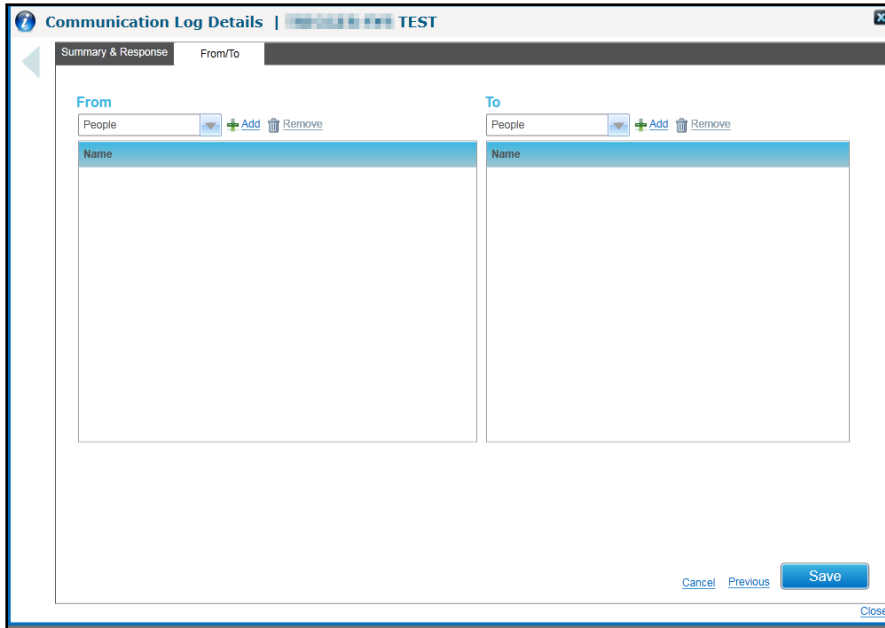 Communication Log Details | TEST
Summary & Response From/To
From
People Add Remove
Name
To
People Add Remove
Name
Cancel Previous Save
Close